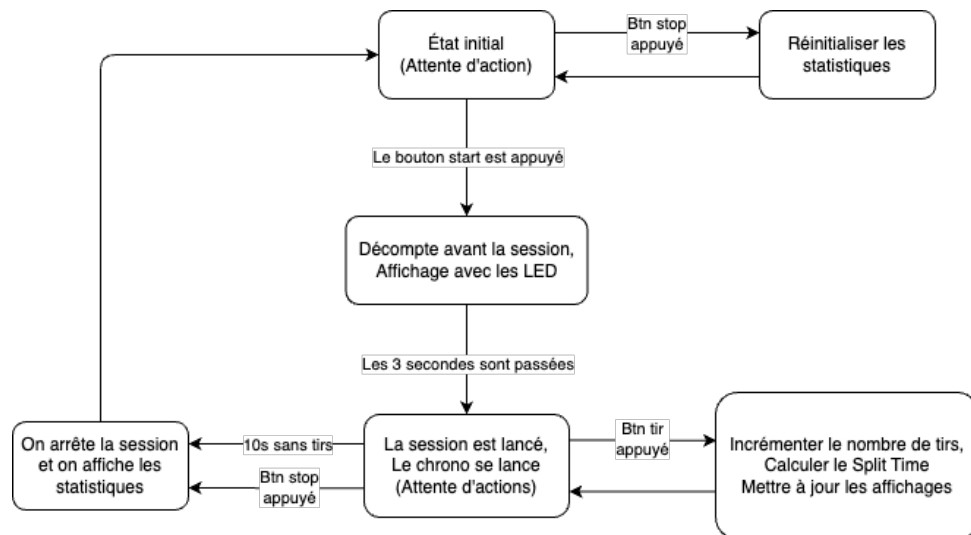 État initial
(Attente d'action)
Btn stop
appuyé
Réinitialiser les
statistiques
Le bouton start est appuyé
Décompte avant la session,
Affichage avec les LED
Les 3 secondes sont passées
On arrête la session
et on affiche les
statistiques
10s sans tirs
Btn stop
appuyé
La session est lancé,
Le chrono se lance
(Attente d'actions)
Btn tir
appuyé
Incrémenter le nombre de tirs,
Calculer le Split Time
Mettre à jour les affichages